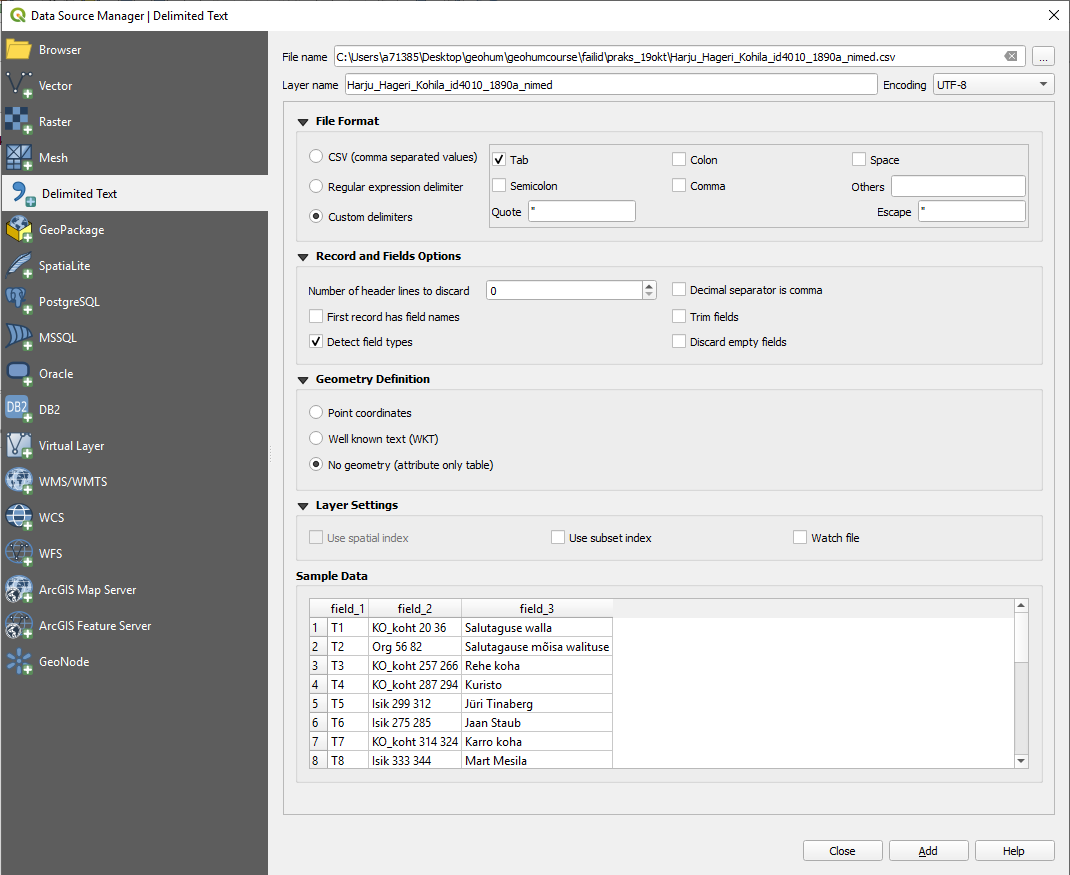 Data Source Manager | Delimited Text
Browser
Vector
Raster
Mesh
Delimited Text
GeoPackage
SpatiaLite
PostgreSQL
MSSQL
Oracle
DB2
DB2
Virtual Layer
WMS/WMTS
WCS
WFS
ArcGIS Map Server
ArcGIS Feature Server
GeoNode
File name C:\Users\a71385\Desktop\geohum\geohumcourse\failid\praks_19okt\Harju_Hageri_Kohila_id4010_1890a_nimed.csv ...
Layer name Harju_Hageri_Kohila_id4010_1890a_nimed Encoding UTF-8
File Format
CSV (comma separated values) Tab Colon Space
Regular expression delimiter Semicolon Comma Others
Custom delimiters Quote " Escape "
Record and Fields Options
Number of header lines to discard 0 Decimal separator is comma
First record has field names Trim fields
Detect field types Discard empty fields
Geometry Definition
Point coordinates
Well known text (WKT)
No geometry (attribute only table)
Layer Settings
Use spatial index Use subset index Watch file
Sample Data
field_1 field_2 field_3
1 T1 KO_koht 20 36 Salutaguse walla
2 T2 Org 56 82 Salutagause mõisa walituse
3 T3 KO_koht 257 266 Rehe koha
4 T4 KO_koht 287 294 Kuristo
5 T5 Isik 299 312 Jüri Tinaberg
6 T6 Isik 275 285 Jaan Staub
7 T7 KO_koht 314 324 Karro koha
8 T8 Isik 333 344 Mart Mesila
Close Add Help